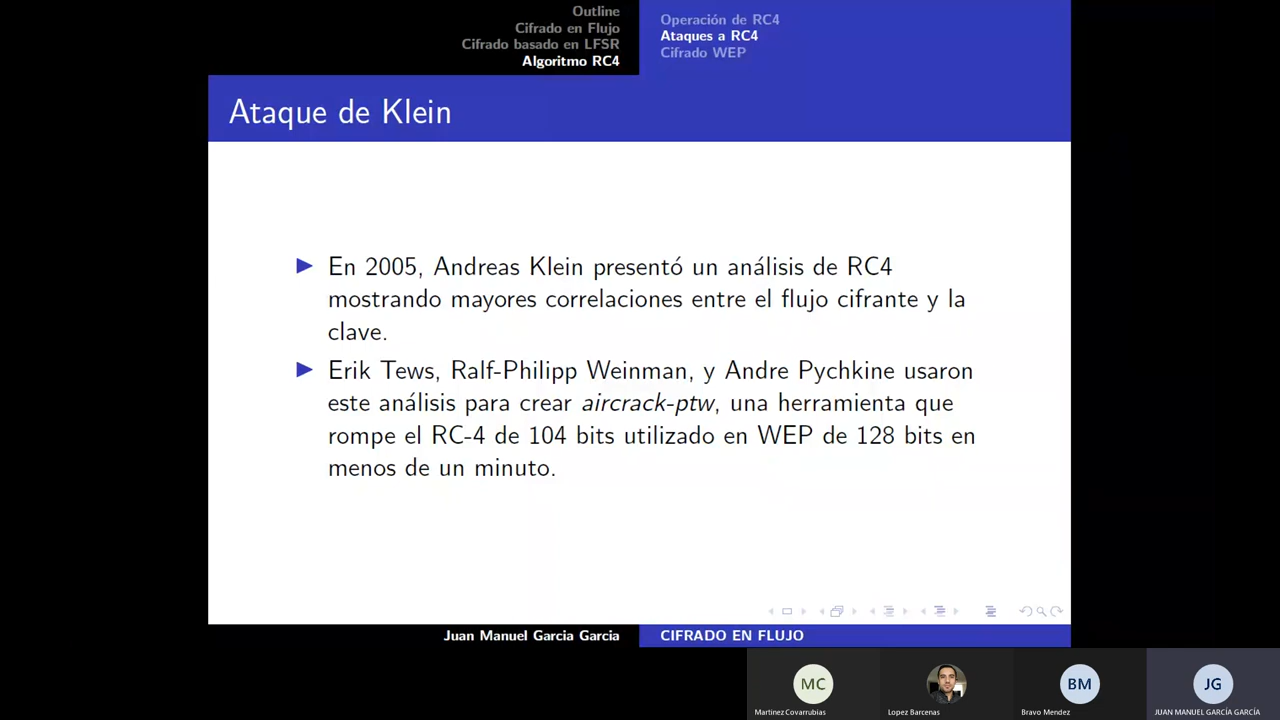 Outline
Cifrado en Flujo
Cifrado basado en LFSR
Algoritmo RC4
Operación de RC4
Ataques a RC4
Cifrado WEP
Ataque de Klein
En 2005, Andreas Klein presentó un análisis de RC4
mostrando mayores correlaciones entre el flujo cifrante y la
clave.
Erik Tews, Ralf-Philipp Weinman, y Andre Pychkine usaron
este análisis para crear aircrack-ptw, una herramienta que
rompe el RC-4 de 104 bits utilizado en WEP de 128 bits en
menos de un minuto.
Juan Manuel Garcia Garcia
CIFRADO EN FLUJO
MC
BM
JG
Martinez Covarrubias
Lopez Barcenas
Bravo Mendez
JUAN MANUEL GARCÍA GARCÍA